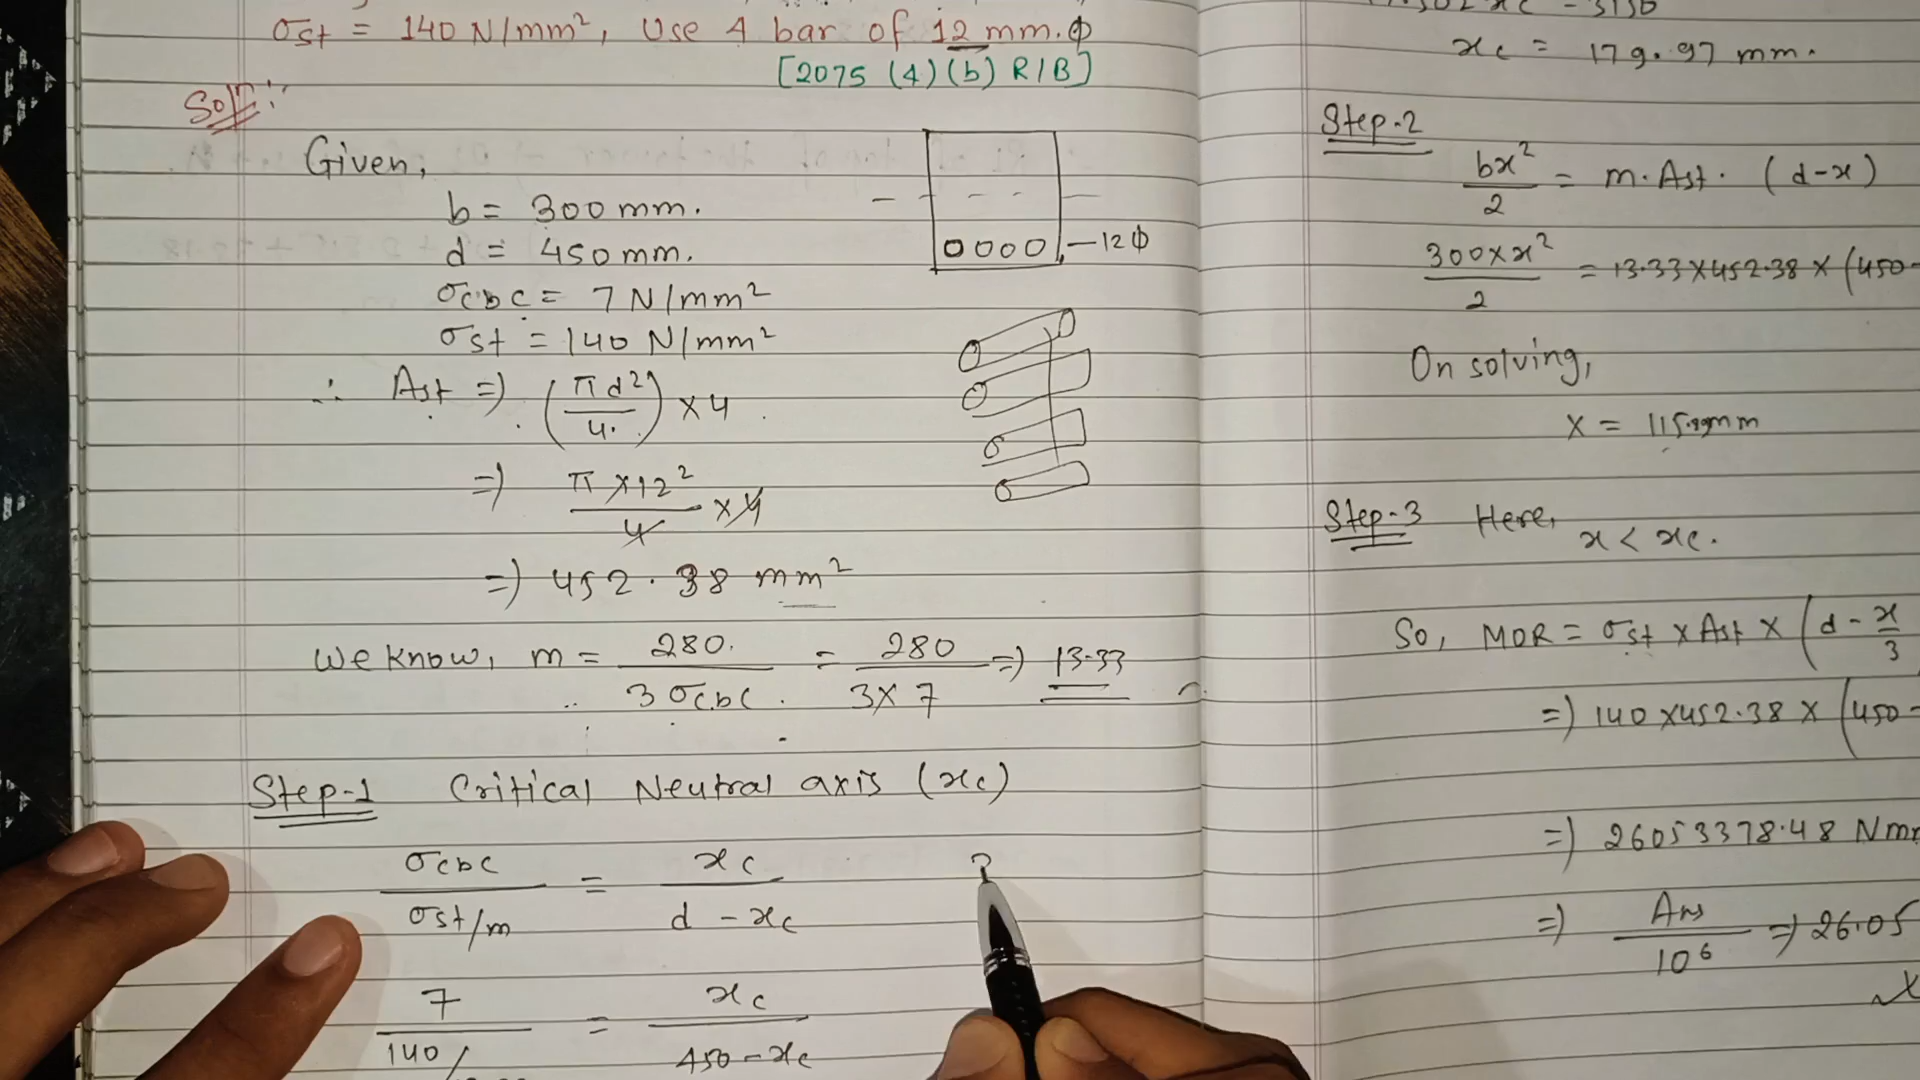 σst = 140 N/mm², Use 4 bar of 12 mm.ф
[2075 (4)(b) R/B]
Solⁿ:
Given,
b = 300 mm.
d = 450 mm.
σcbc = 7 N/mm²
σst = 140 N/mm²
∴ Ast ⇒ (πd²/4) × 4
⇒ π × 12²/4 × 4
⇒ 452.38 mm²
We know, m = 280/3σcbc = 280/3×7 ⇒ 13.33
Step-1 Critical Neutral axis (xc)
σcbc/σst/m = xc/d - xc
7/140/ = xc/450 - xc
0000 - 12ф
xc = 179.97 mm.
Step-2
bx²/2 = m.Ast. (d-x)
300×x²/2 = 13.33×452.38 × (450-
On solving,
x = 115.99mm
Step-3 Here, x < xc.
So, MOR = σst × Ast × (d - x/3
⇒ 140 × 452.38 × (450-
⇒ 26053378.48 Nm
⇒ Ans/10⁶ ⇒ 26.05